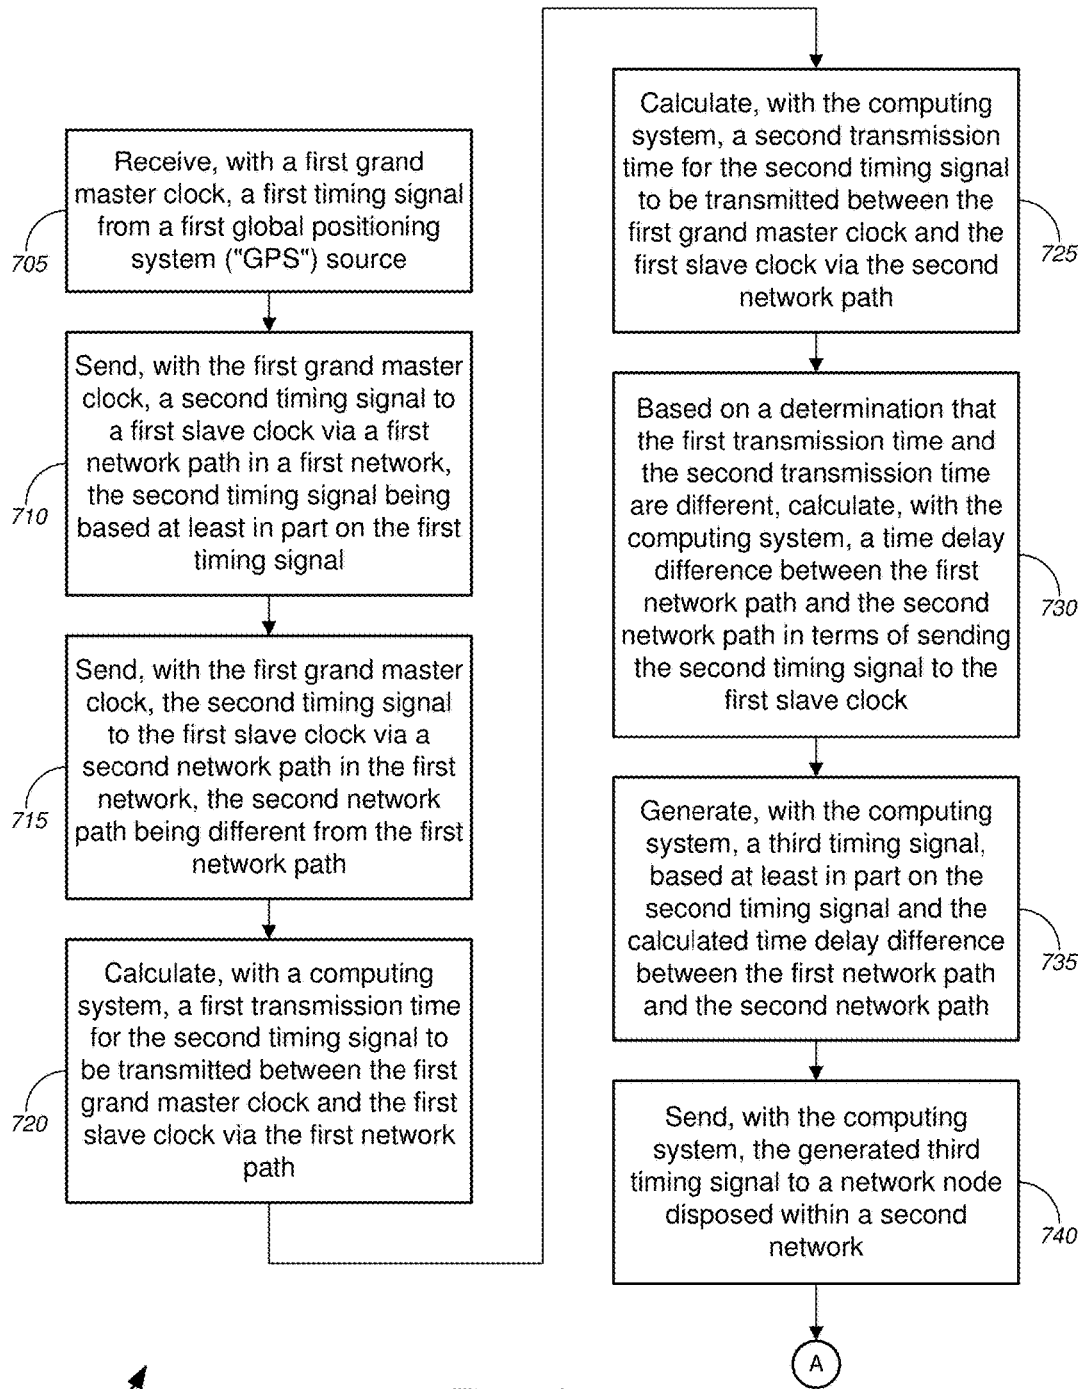 Receive, with a first grand
master clock, a first timing signal
from a first global positioning
system ("GPS") source
705
Send, with the first grand master
clock, a second timing signal to
a first slave clock via a first
network path in a first network,
the second timing signal being
based at least in part on the first
timing signal
710
Send, with the first grand master
clock, the second timing signal
to the first slave clock via a
second network path in the first
network, the second network
path being different from the first
network path
715
Calculate, with a computing
system, a first transmission time
for the second timing signal to
be transmitted between the first
grand master clock and the first
slave clock via the first network
path
720
Calculate, with the computing
system, a second transmission
time for the second timing signal
to be transmitted between the
first grand master clock and the
first slave clock via the second
network path
725
Based on a determination that
the first transmission time and
the second transmission time
are different, calculate, with the
computing system, a time delay
difference between the first
network path and the second
network path in terms of sending
the second timing signal to the
first slave clock
730
Generate, with the computing
system, a third timing signal,
based at least in part on the
second timing signal and the
calculated time delay difference
between the first network path
and the second network path
735
Send, with the computing
system, the generated third
timing signal to a network node
disposed within a second
network
740
A